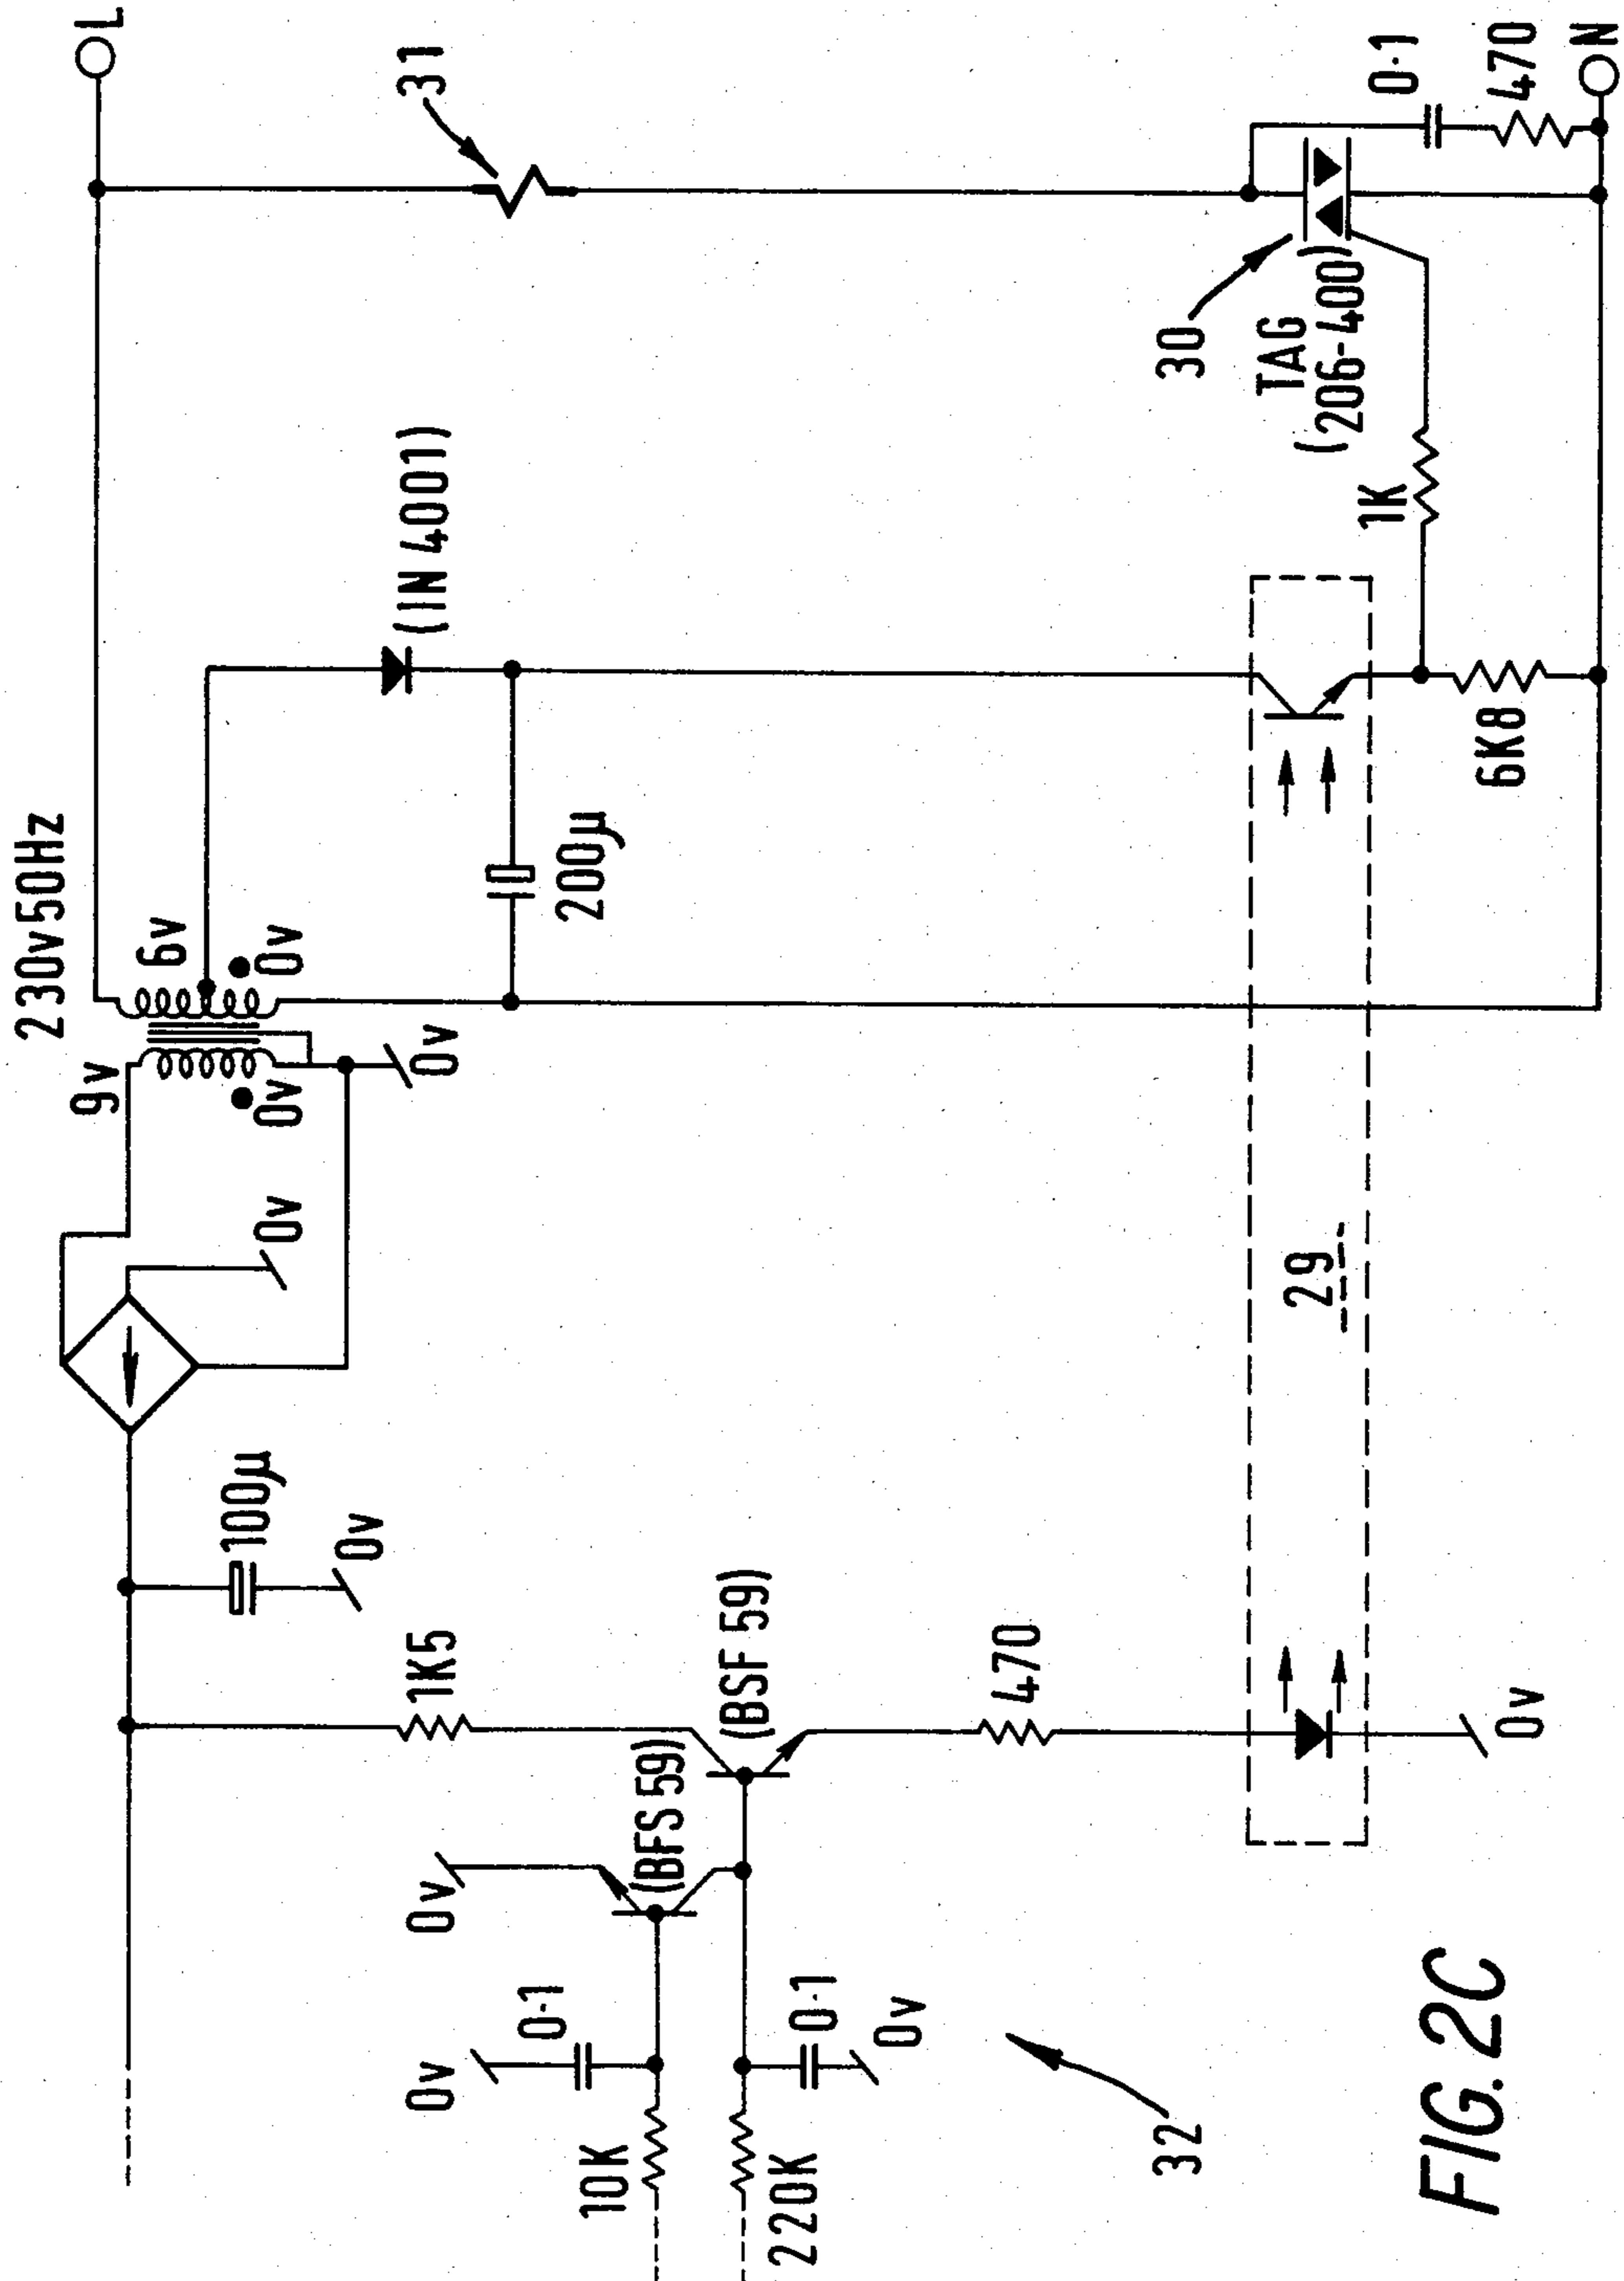 230v50Hz
L
9v
6v
100µ
0v
0v
0v
0v
31
(IN 4001)
0v
0v
1K5
0v
0·1
200µ
10K
(BFS 59)
(BSF 59)
220K
0·1
0v
470
32
30
TAG
(206-400)
29
1K
0·1
6K8
470
0v
N
FIG.2C